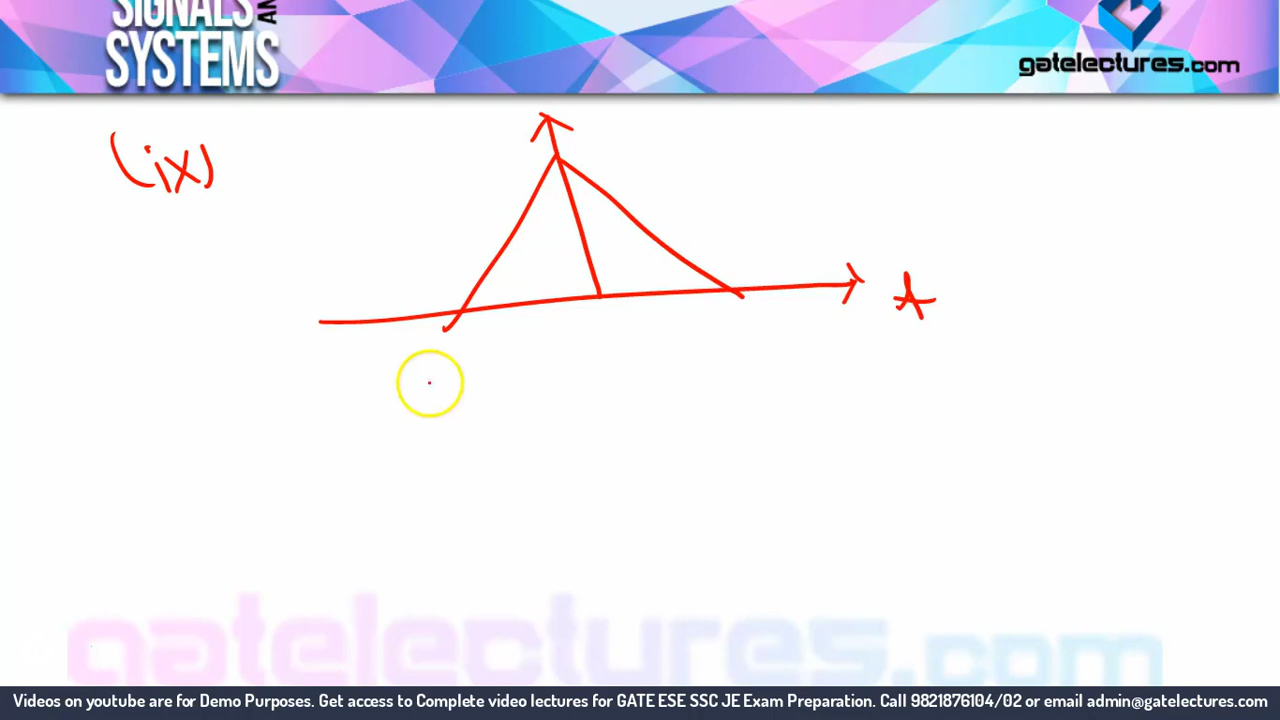 SIGNALS AND
SYSTEMS
gatelectures.com
(ix)
t
gatelectures.com
Videos on youtube are for Demo Purposes. Get access to Complete video lectures for GATE ESE SSC JE Exam Preparation. Call 9821876104/02 or email admin@gatelectures.com